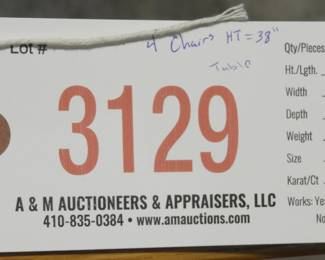 Lot #
4 Chairs HT = 38"
Table
3129
A & M AUCTIONEERS & APPRAISERS, LLC
410-835-0384 • www.amauctions.com
Qty/Pieces
Ht./Lgth.
Width
Depth
Weight
Size
Karat/Ct
Works: Ye
No